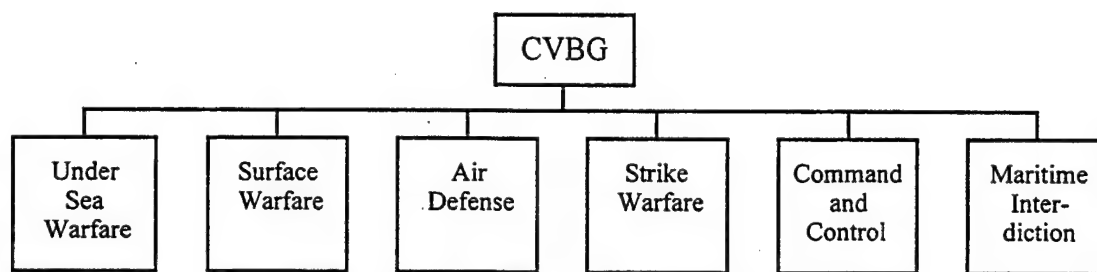 CVBG
Under
Sea
Warfare
Surface
Warfare
Air
Defense
Strike
Warfare
Command
and
Control
Maritime
Inter-
diction